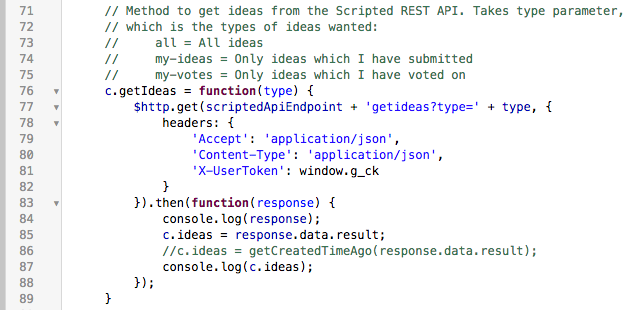 71 // Method to get ideas from the Scripted REST API. Takes type parameter,
72 // which is the types of ideas wanted:
73 //     all = All ideas
74 //     my-ideas = Only ideas which I have submitted
75 //     my-votes = Only ideas which I have voted on
76 c.getIdeas = function(type) {
77     $http.get(scriptedApiEndpoint + 'getideas?type=' + type, {
78         headers: {
79             'Accept': 'application/json',
80             'Content-Type': 'application/json',
81             'X-UserToken': window.g_ck
82         }
83     }).then(function(response) {
84         console.log(response);
85         c.ideas = response.data.result;
86         //c.ideas = getCreatedTimeAgo(response.data.result);
87         console.log(c.ideas);
88     });
89 }